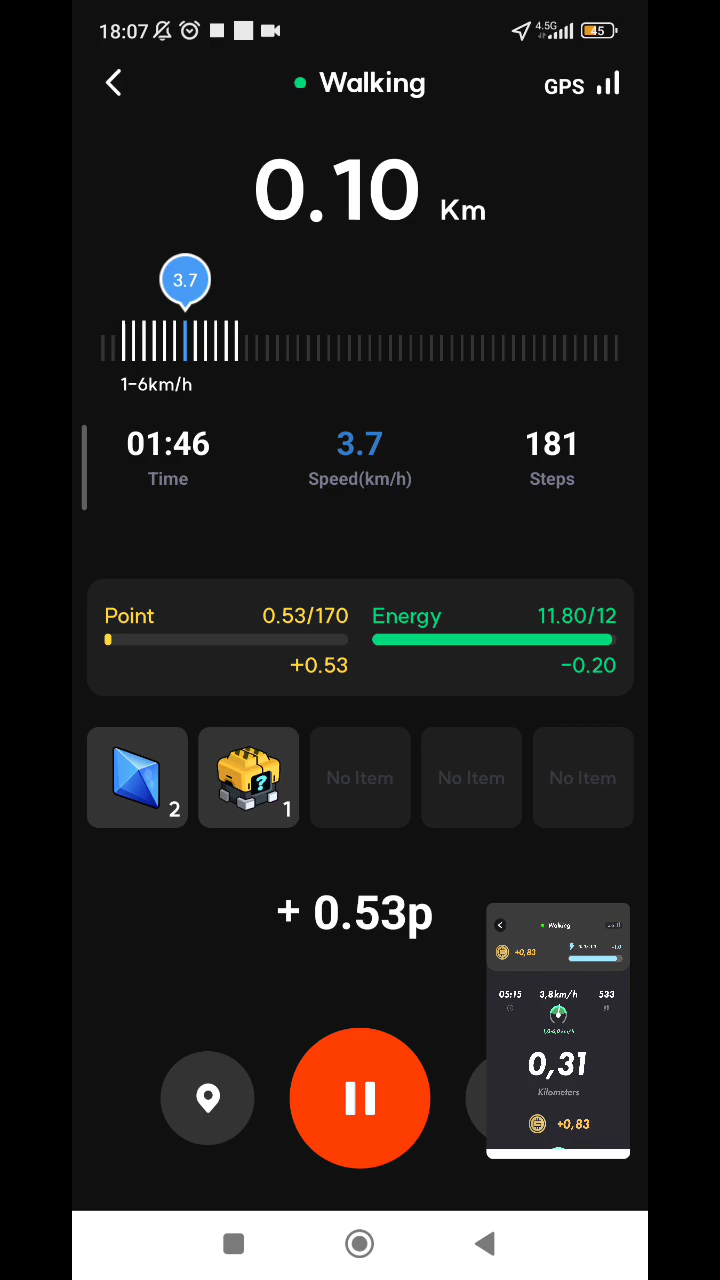 18:07 4.5G 45
Walking GPS
0.10 Km
3.7
1-6km/h
01:46 3.7 181
Time Speed(km/h) Steps
Point 0.53/170 Energy 11.80/12
+0.53 -0.20
2 1 No Item No Item No Item
+ 0.53p
Walking
+0,83
05:15 3,8km/h 533
0,31
Kilometers
+0,83